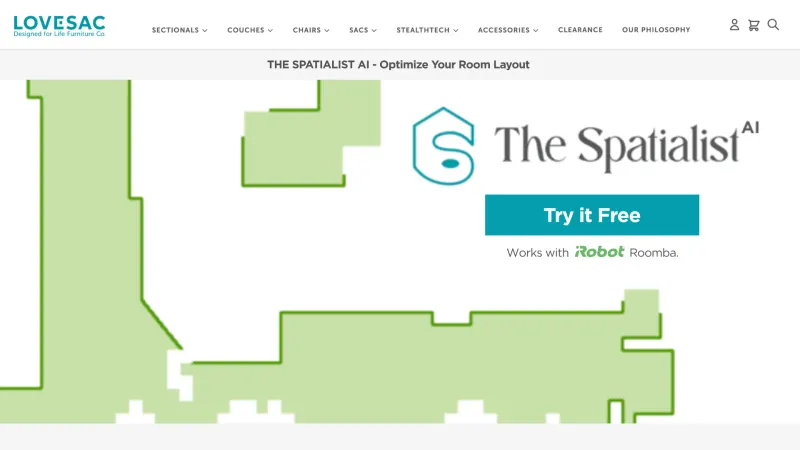 LOVESAC
Designed for Life Furniture Co.
SECTIONALS COUCHES CHAIRS SACS STEALTHTECH ACCESSORIES CLEARANCE OUR PHILOSOPHY
THE SPATIALIST AI - Optimize Your Room Layout
The Spatialist AI
Try it Free
Works with iRobot Roomba.